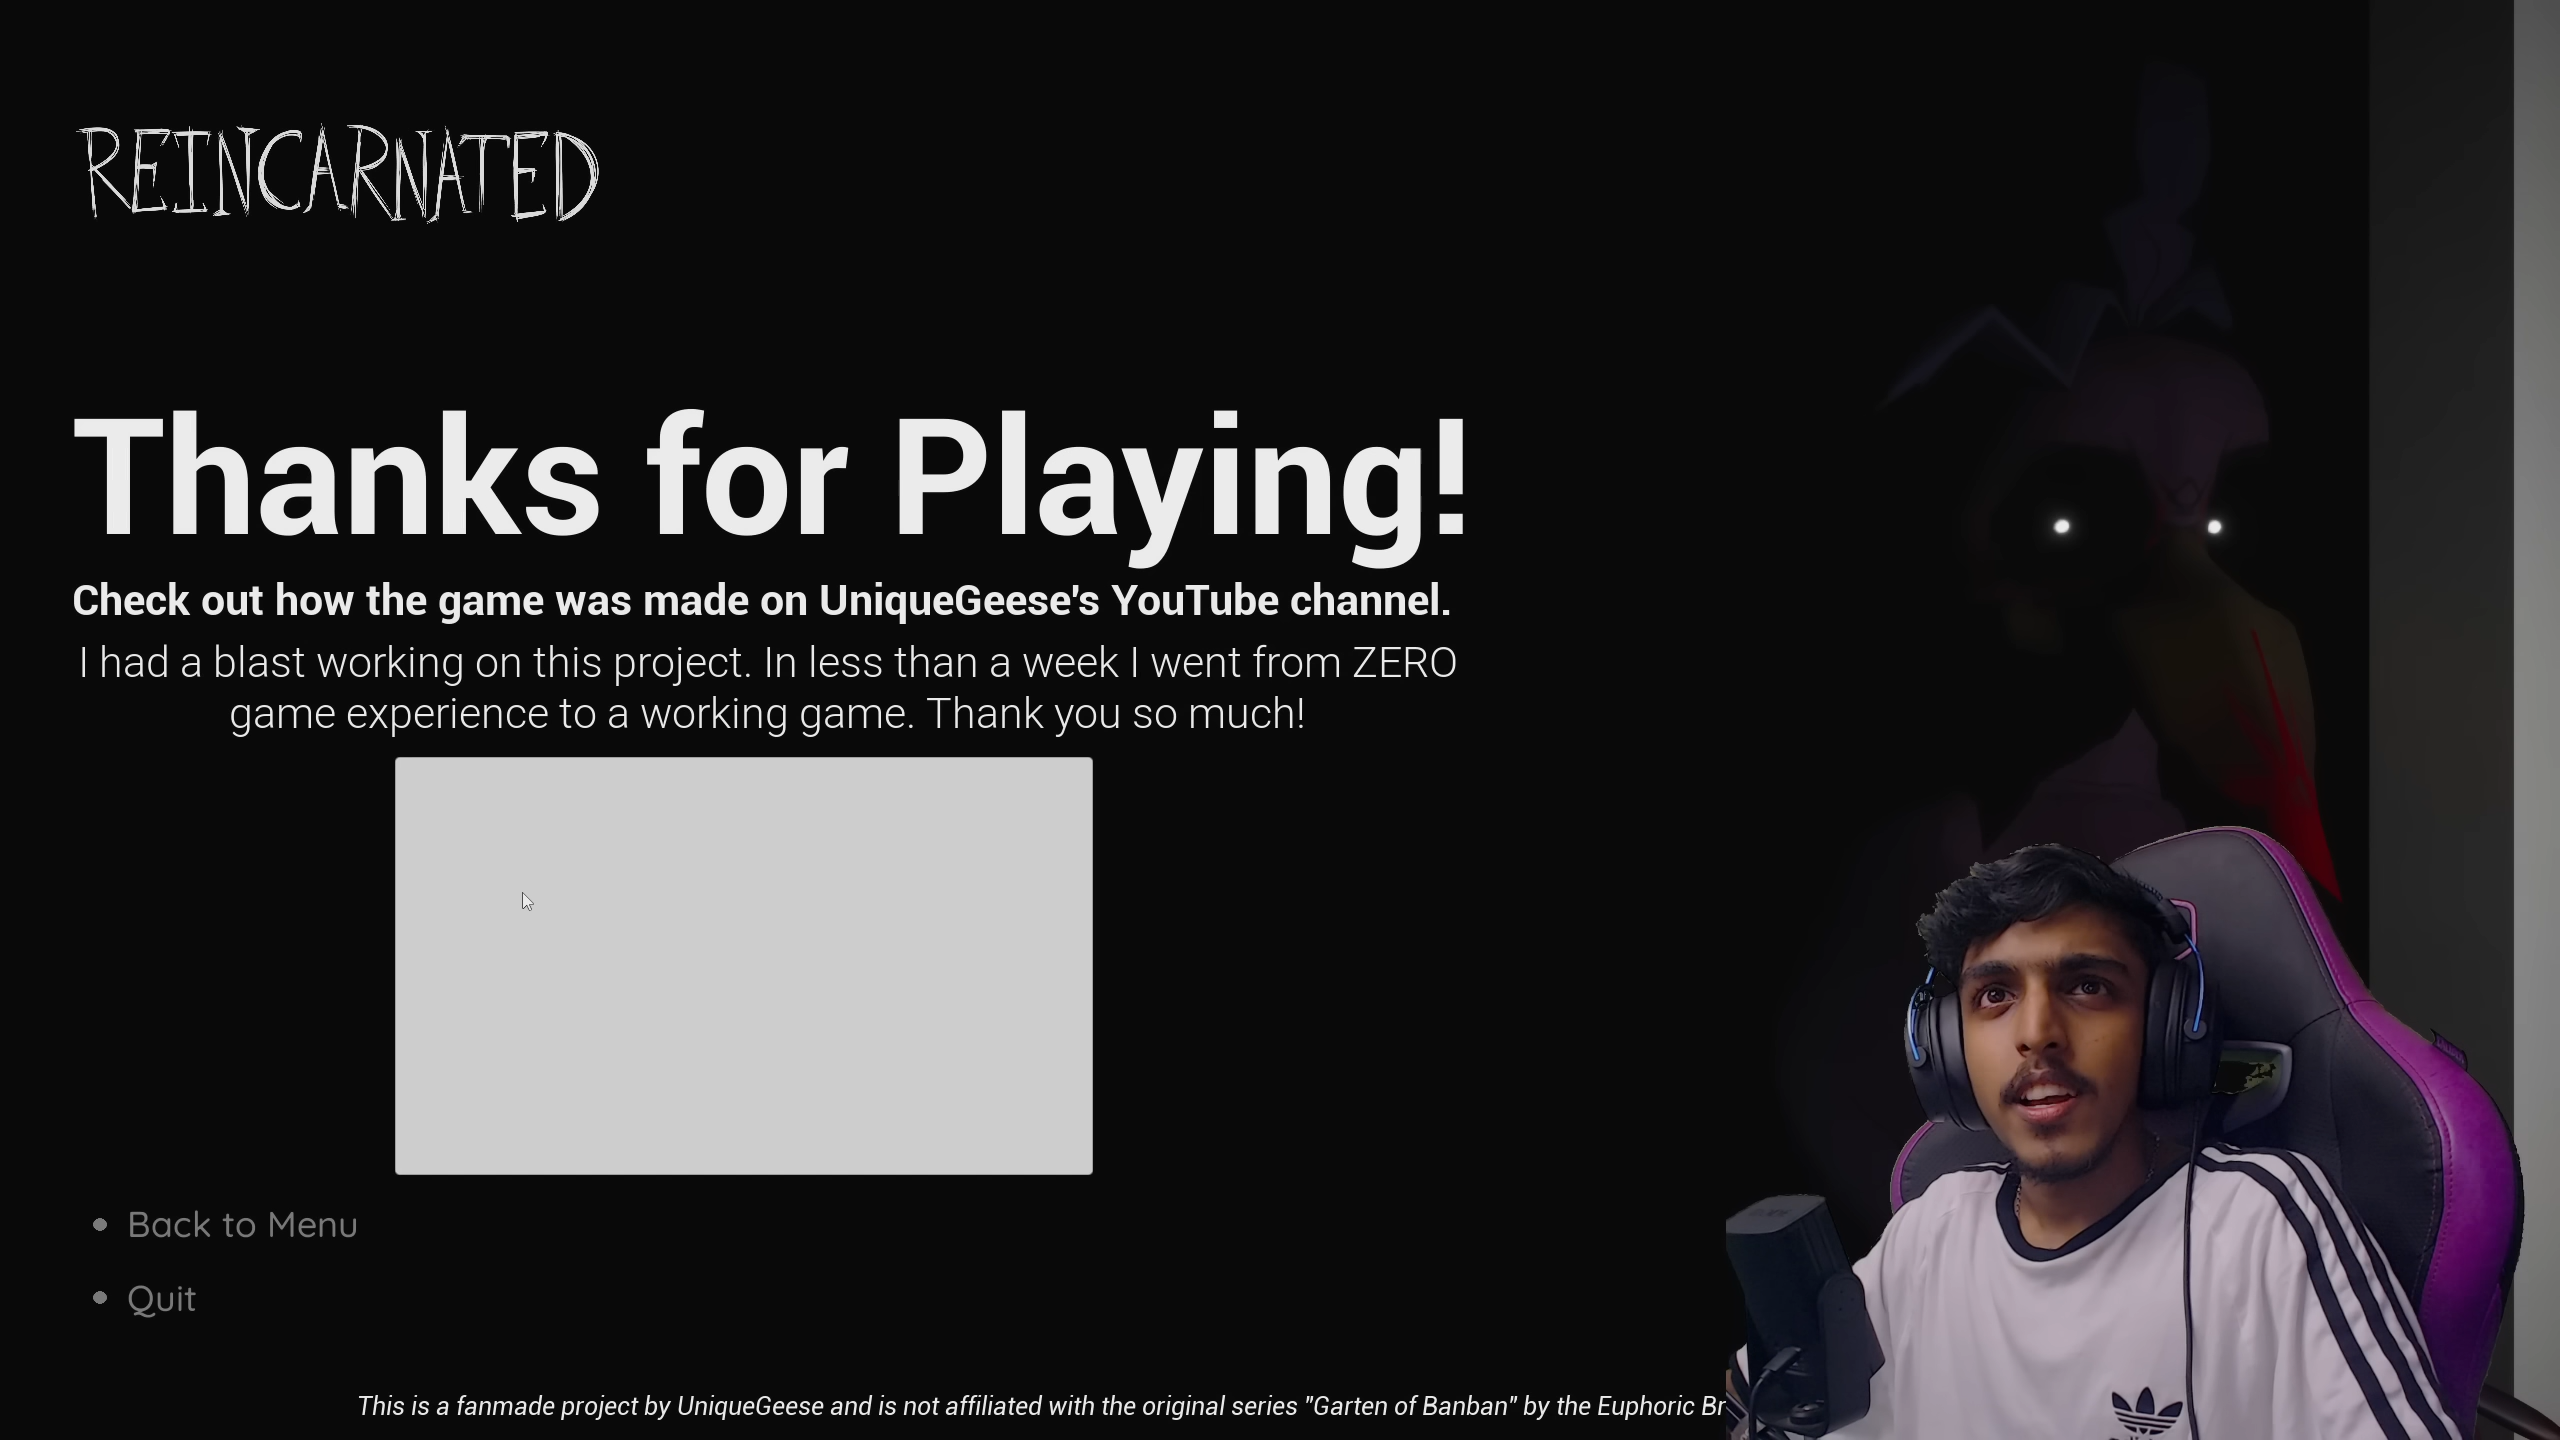 REINCARNATED
Thanks for Playing!
Check out how the game was made on UniqueGeese's YouTube channel.
I had a blast working on this project. In less than a week I went from ZERO
game experience to a working game. Thank you so much!
Back to Menu
Quit
This is a fanmade project by UniqueGeese and is not affiliated with the original series "Garten of Banban" by the Euphoric